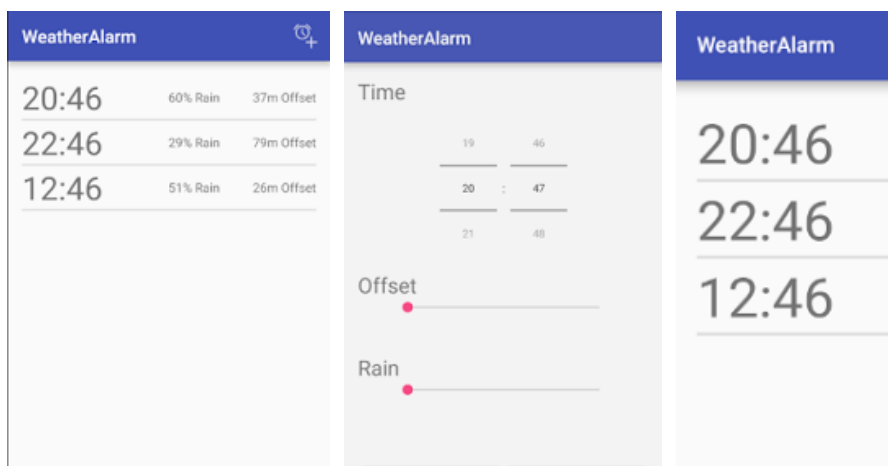 WeatherAlarm
20:46 60% Rain 37m Offset
22:46 29% Rain 79m Offset
12:46 51% Rain 26m Offset
WeatherAlarm
Time
19 46
20 : 47
21 48
Offset
Rain
WeatherAlarm
20:46
22:46
12:46